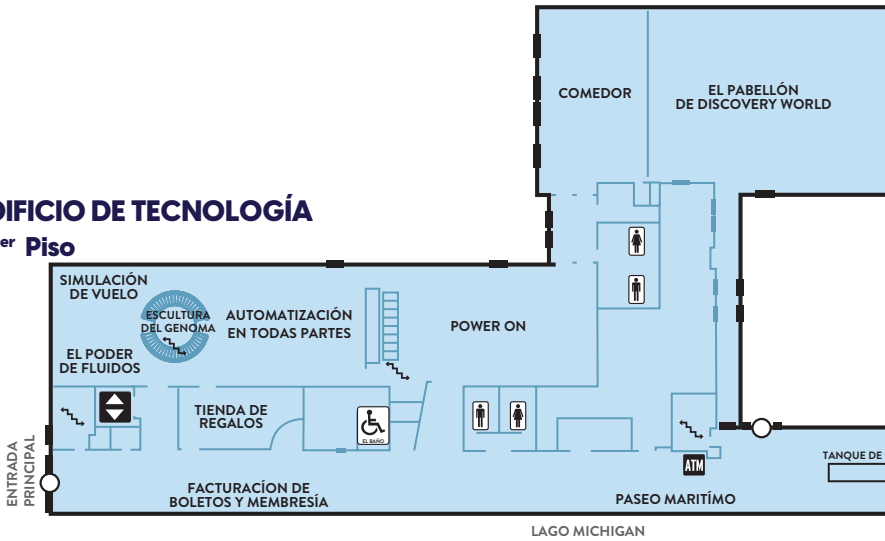 COMEDOR
EL PABELLÓN
DE DISCOVERY WORLD
DIFICIO DE TECNOLOGÍA
er Piso
SIMULACIÓN
DE VUELO
ESCULTURA
DEL GENOMA
AUTOMATIZACIÓN
EN TODAS PARTES
POWER ON
EL PODER
DE FLUIDOS
TIENDA DE
REGALOS
EL BAÑO
ENTRADA
PRINCIPAL
FACTURACÍON DE
BOLETOS Y MEMBRESÍA
ATM
TANQUE DE
PASEO MARITÍMO
LAGO MICHIGAN